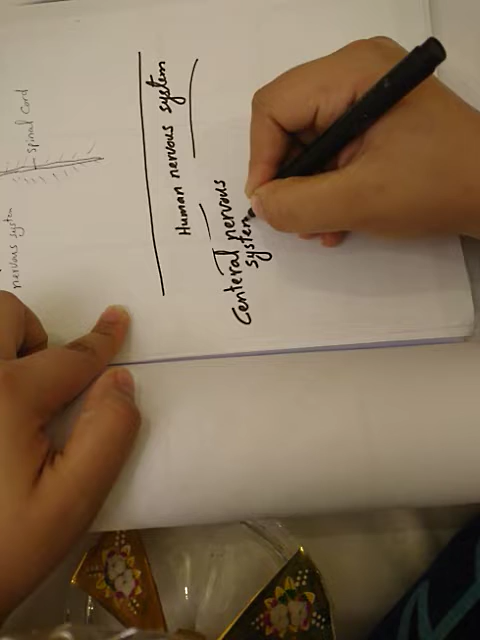 spinal cord
nervous system
Human nervous system
Centeral nervous
system